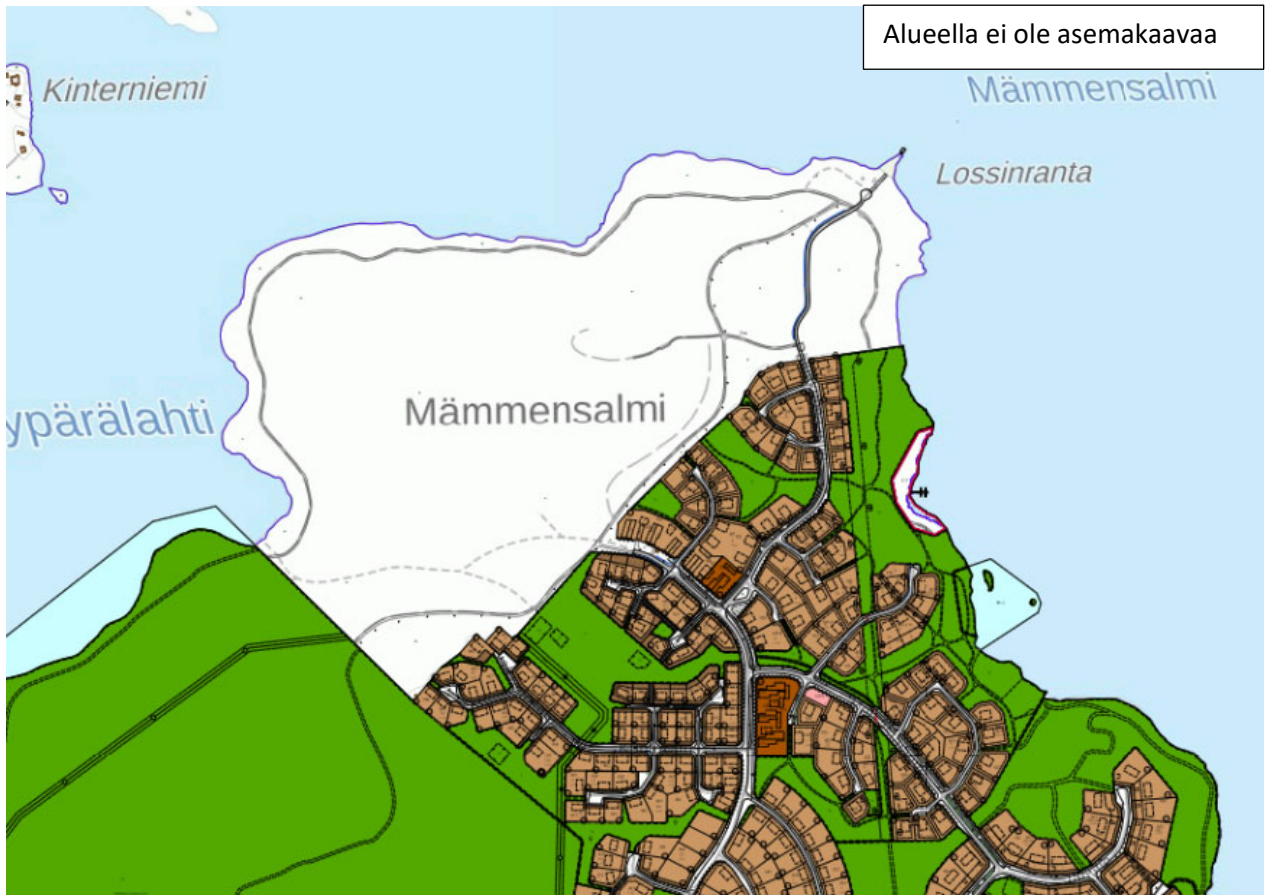 Alueella ei ole asemakaavaa
Kinterniemi
Mämmensalmi
Lossinranta
Mämmensalmi
ypärälahti